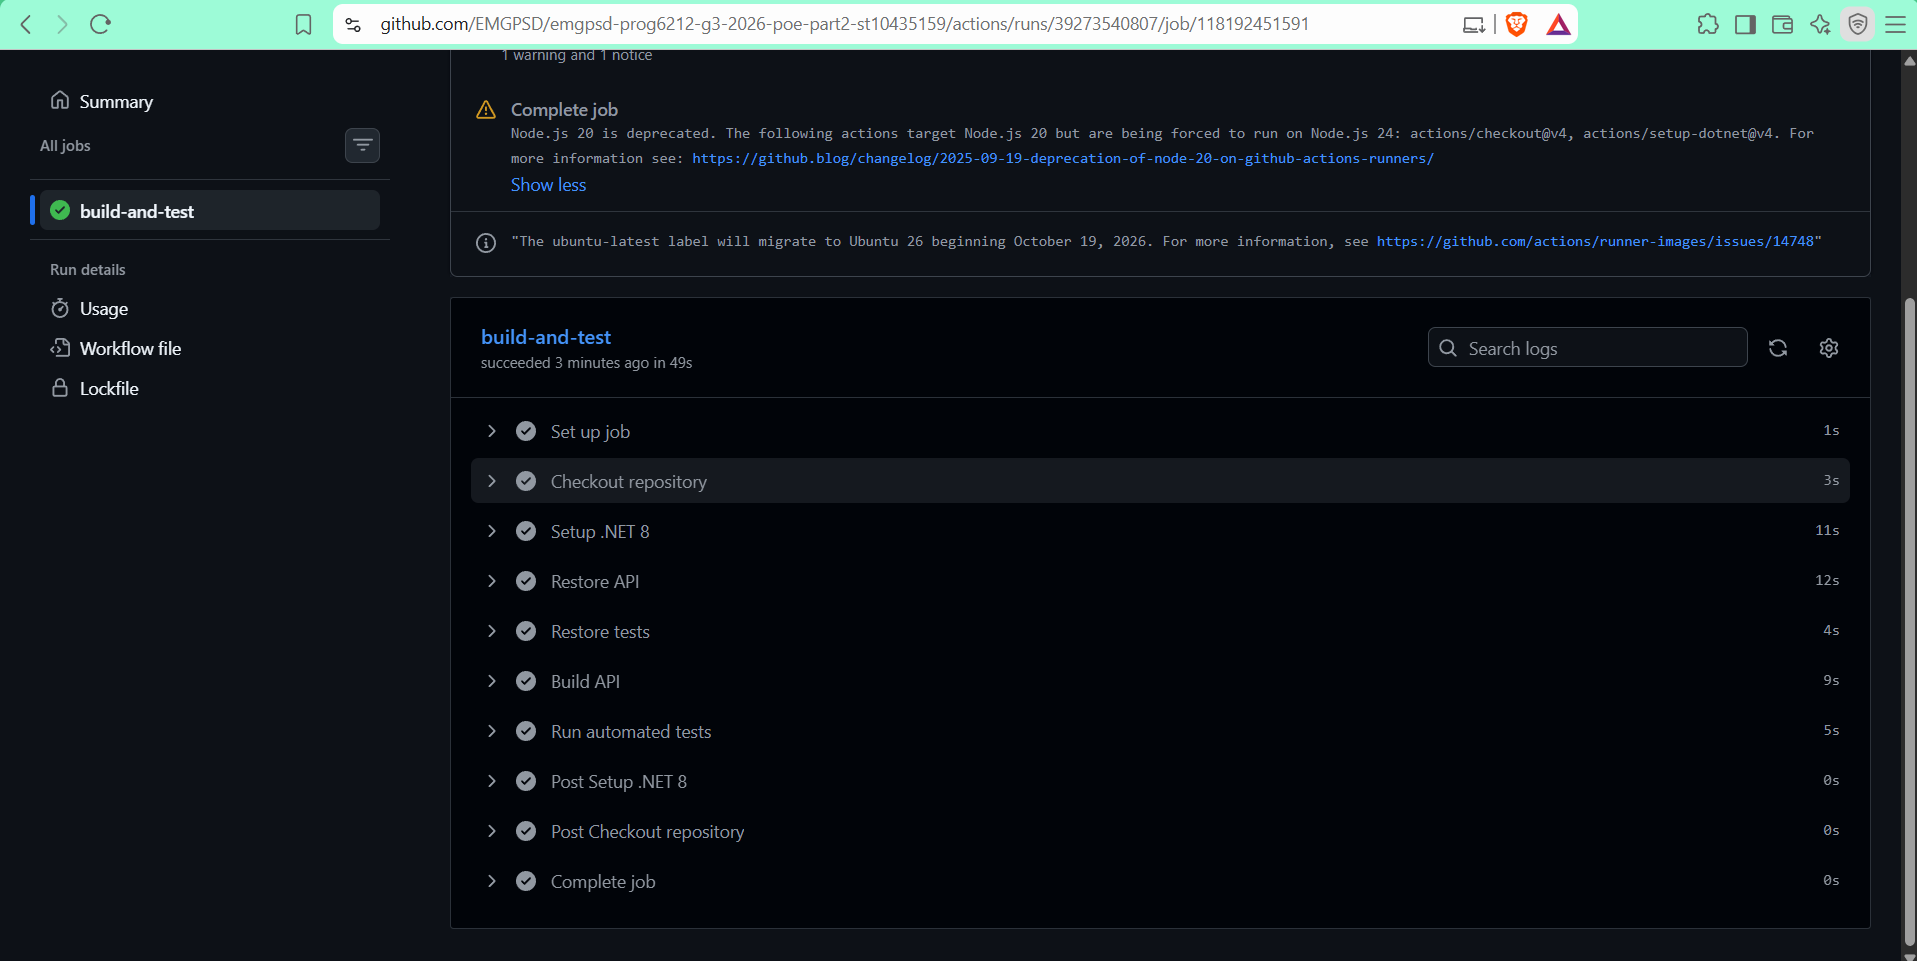 github.com/EMGPSD/emgpsd-prog6212-g3-2026-poe-part2-st10435159/actions/runs/39273540807/job/118192451591
Summary
All jobs
build-and-test
Run details
Usage
Workflow file
Lockfile
1 warning and 1 notice
Complete job
Node.js 20 is deprecated. The following actions target Node.js 20 but are being forced to run on Node.js 24: actions/checkout@v4, actions/setup-dotnet@v4. For
more information see: https://github.blog/changelog/2025-09-19-deprecation-of-node-20-on-github-actions-runners/
Show less
"The ubuntu-latest label will migrate to Ubuntu 26 beginning October 19, 2026. For more information, see https://github.com/actions/runner-images/issues/14748"
build-and-test
succeeded 3 minutes ago in 49s
Search logs
Set up job 1s
Checkout repository 3s
Setup .NET 8 11s
Restore API 12s
Restore tests 4s
Build API 9s
Run automated tests 5s
Post Setup .NET 8 0s
Post Checkout repository 0s
Complete job 0s